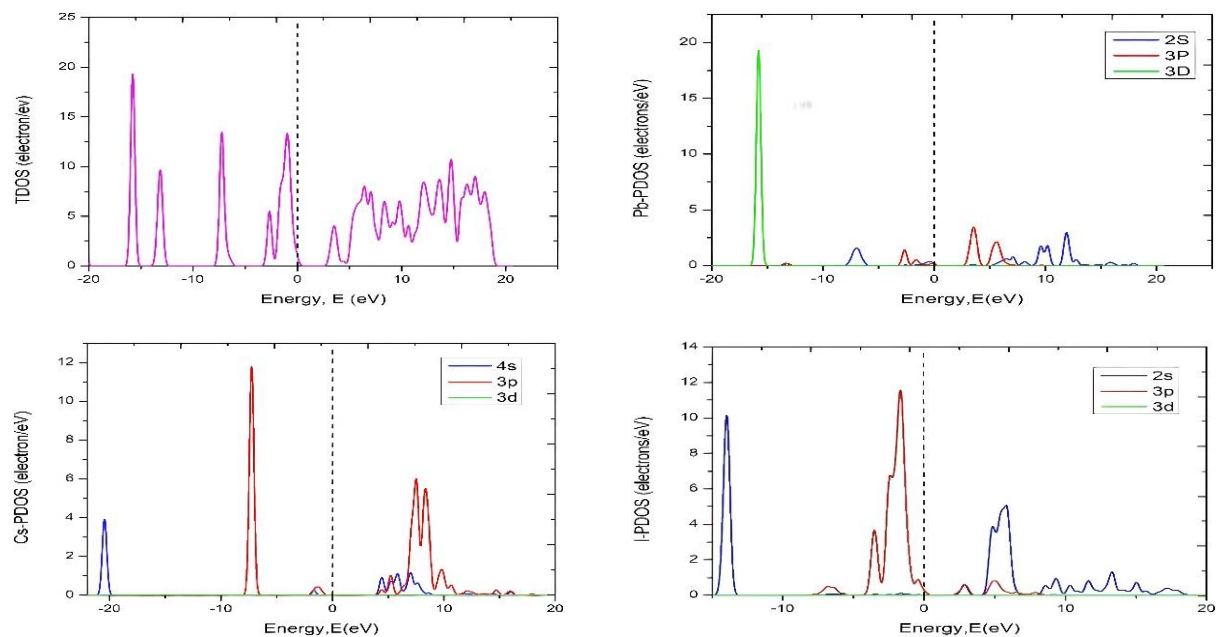 25
20
15
10
5
0
TDOS (electron/ev)
-20
-10
0
10
20
Energy, E (eV)
20
15
10
5
0
Pb-PDOS (electrons/eV)
2S
3P
3D
-20
-10
0
10
20
Energy,E(eV)
12
10
8
6
4
2
0
Cs-PDOS (electron/eV)
4s
3p
3d
-20
-10
0
10
20
Energy,E(eV)
14
12
10
8
6
4
2
0
I-PDOS (electrons/eV)
2s
3p
3d
-10
0
10
20
Energy,E(eV)